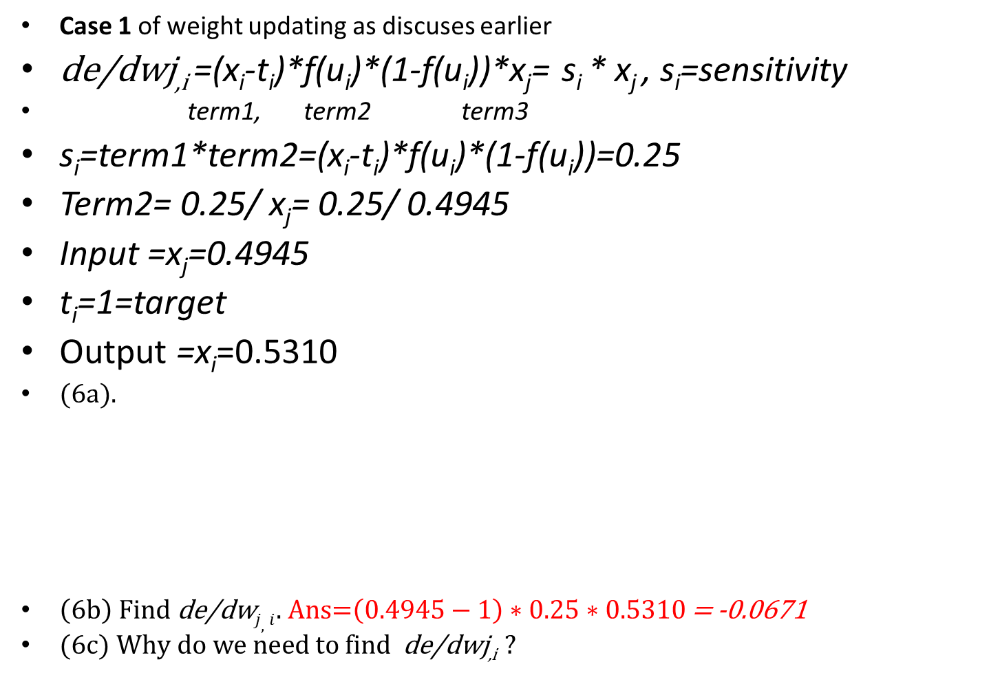 • Case 1 of weight updating as discuses earlier
• de/dwj,i =(xi-ti)*f(ui)*(1-f(ui))*xj= si * xj , si=sensitivity
• term1, term2 term3
• si=term1*term2=(xi-ti)*f(ui)*(1-f(ui))=0.25
• Term2= 0.25/ xj= 0.25/ 0.4945
• Input =xj=0.4945
• ti=1=target
• Output =xi=0.5310
• (6a).
• (6b) Find de/dwj, i. Ans=(0.4945 − 1) ∗ 0.25 ∗ 0.5310 = -0.0671
• (6c) Why do we need to find de/dwj,i ?